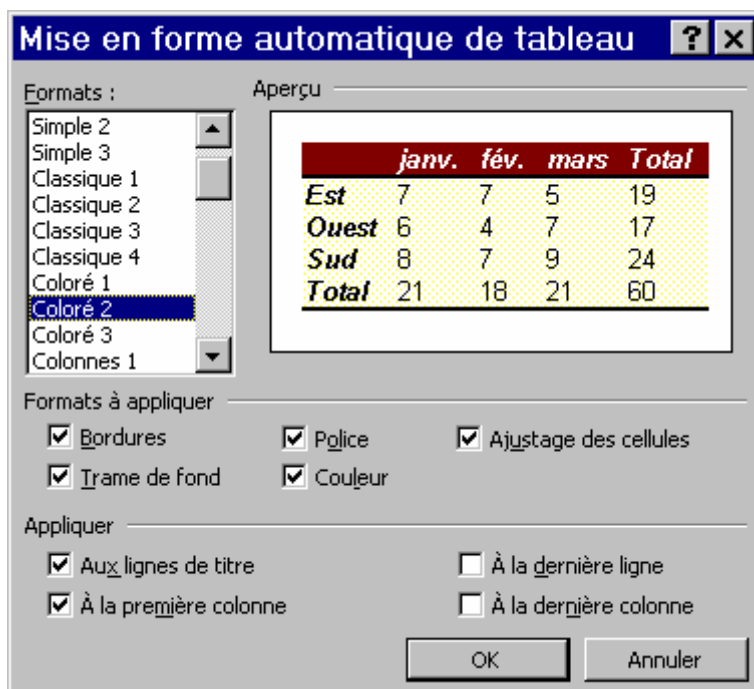 Mise en forme automatique de tableau ? ×
Formats :
Simple 2
Simple 3
Classique 1
Classique 2
Classique 3
Classique 4
Coloré 1
Coloré 2
Coloré 3
Colonnes 1
Aperçu
janv. fév. mars Total
Est 7 7 5 19
Ouest 6 4 7 17
Sud 8 7 9 24
Total 21 18 21 60
Formats à appliquer
Bordures Police Ajustage des cellules
Trame de fond Couleur
Appliquer
Aux lignes de titre À la dernière ligne
À la première colonne À la dernière colonne
OK Annuler